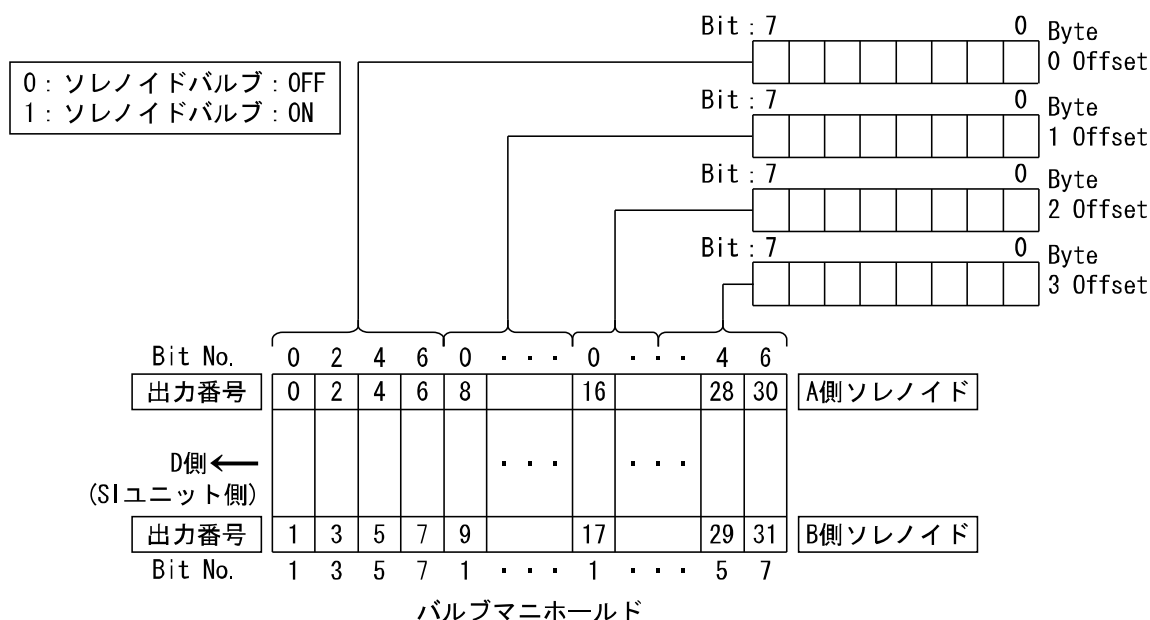 Bit : 7 0 Byte
0 Offset
0 : ソレノイドバルブ : OFF
1 : ソレノイドバルブ : ON
Bit : 7 0 Byte
1 Offset
Bit : 7 0 Byte
2 Offset
Bit : 7 0 Byte
3 Offset
Bit No. 0 2 4 6 0 ・・・ 0 ・・・ 4 6
出力番号 0 2 4 6 8 16 28 30 A側ソレノイド
・・・ ・・・
D側
(SIユニット側)
出力番号 1 3 5 7 9 17 29 31 B側ソレノイド
Bit No. 1 3 5 7 1 ・・・ 1 ・・・ 5 7
バルブマニホールド